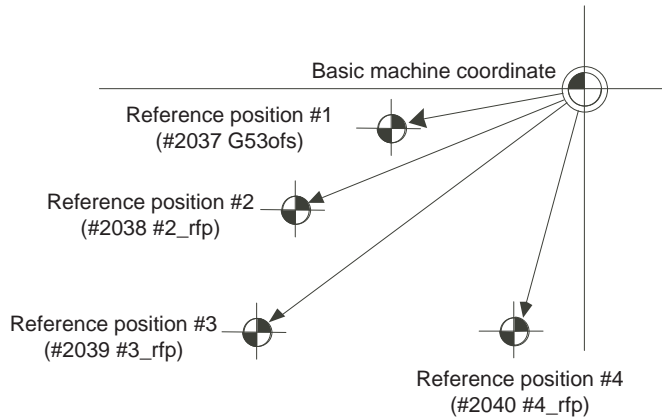 Basic machine coordinate
Reference position #1
(#2037 G53ofs)
Reference position #2
(#2038 #2_rfp)
Reference position #3
(#2039 #3_rfp)
Reference position #4
(#2040 #4_rfp)